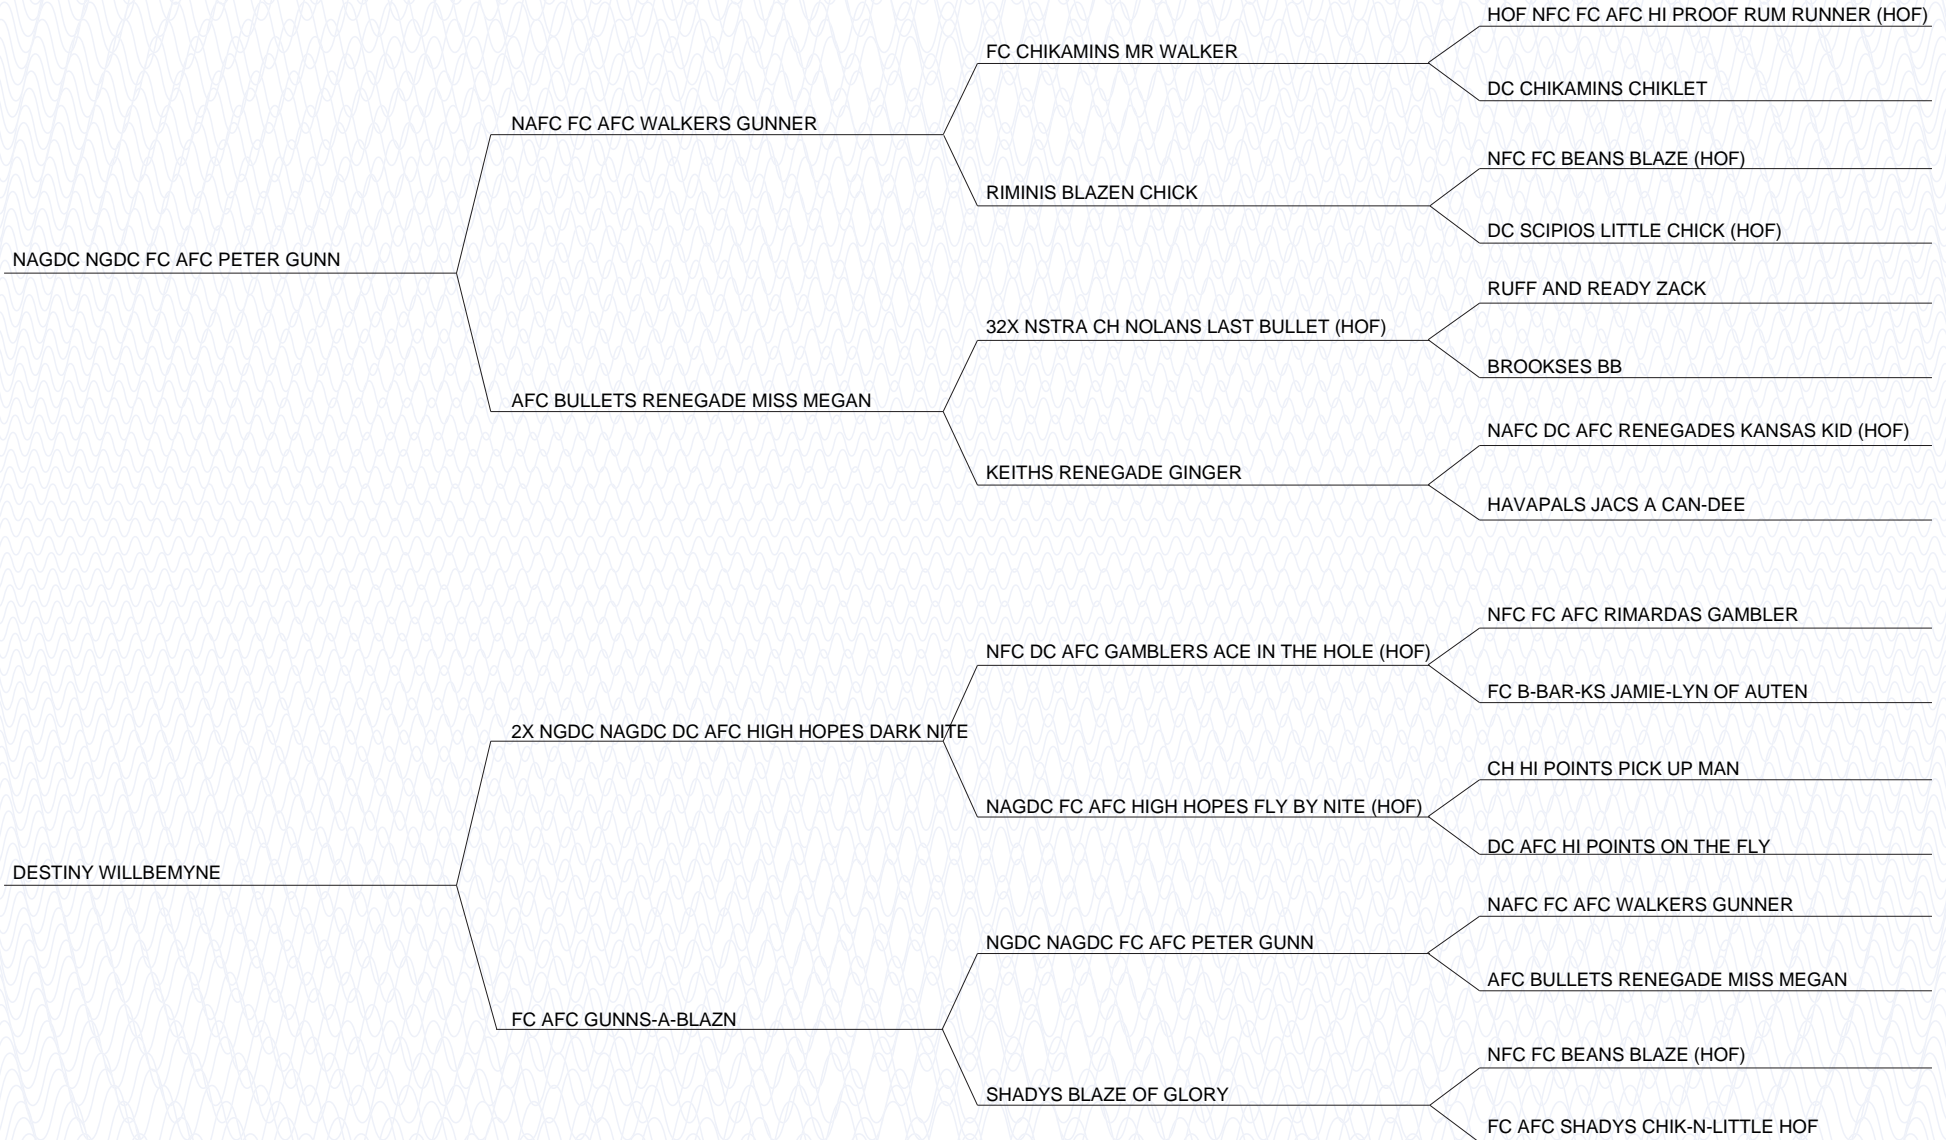 HOF NFC FC AFC HI PROOF RUM RUNNER (HOF)
FC CHIKAMINS MR WALKER
DC CHIKAMINS CHIKLET
NAFC FC AFC WALKERS GUNNER
NFC FC BEANS BLAZE (HOF)
RIMINIS BLAZEN CHICK
DC SCIPIOS LITTLE CHICK (HOF)
NAGDC NGDC FC AFC PETER GUNN
RUFF AND READY ZACK
32X NSTRA CH NOLANS LAST BULLET (HOF)
BROOKSES BB
AFC BULLETS RENEGADE MISS MEGAN
NAFC DC AFC RENEGADES KANSAS KID (HOF)
KEITHS RENEGADE GINGER
HAVAPALS JACS A CAN-DEE
NFC FC AFC RIMARDAS GAMBLER
NFC DC AFC GAMBLERS ACE IN THE HOLE (HOF)
FC B-BAR-KS JAMIE-LYN OF AUTEN
2X NGDC NAGDC DC AFC HIGH HOPES DARK NITE
CH HI POINTS PICK UP MAN
NAGDC FC AFC HIGH HOPES FLY BY NITE (HOF)
DC AFC HI POINTS ON THE FLY
DESTINY WILLBEMYNE
NAFC FC AFC WALKERS GUNNER
NGDC NAGDC FC AFC PETER GUNN
AFC BULLETS RENEGADE MISS MEGAN
FC AFC GUNNS-A-BLAZN
NFC FC BEANS BLAZE (HOF)
SHADYS BLAZE OF GLORY
FC AFC SHADYS CHIK-N-LITTLE HOF